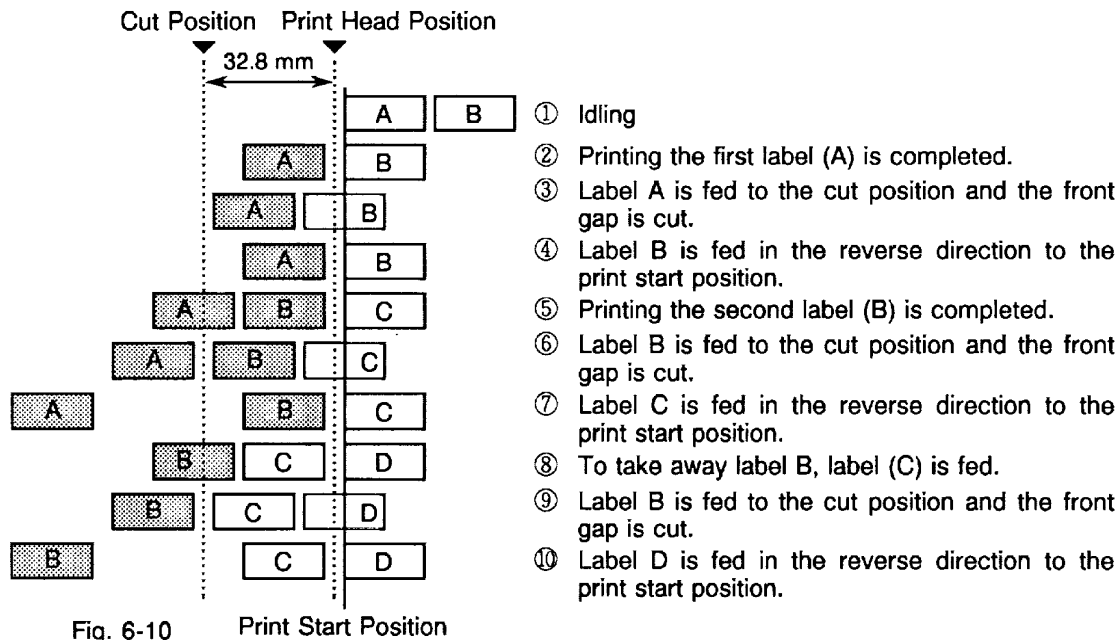 Cut Position Print Head Position
32.8 mm
A B ① Idling
A B ② Printing the first label (A) is completed.
A B ③ Label A is fed to the cut position and the front
gap is cut.
A B ④ Label B is fed in the reverse direction to the
print start position.
A B C ⑤ Printing the second label (B) is completed.
A B C ⑥ Label B is fed to the cut position and the front
gap is cut.
A B C ⑦ Label C is fed in the reverse direction to the
print start position.
B C D ⑧ To take away label B, label (C) is fed.
B C D ⑨ Label B is fed to the cut position and the front
gap is cut.
B C D ⑩ Label D is fed in the reverse direction to the
print start position.
Fig. 6-10 Print Start Position